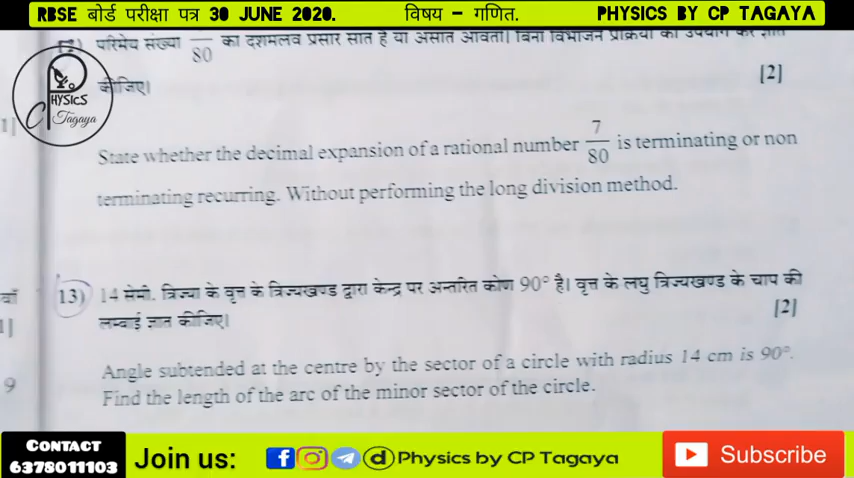 RBSE बोर्ड परीक्षा पत्र 30 JUNE 2020. विषय – गणित. PHYSICS BY CP TAGAYA
परिमेय संख्या /80 का दशमलव प्रसार सांत है या असांत आवर्ती। बिना विभाजन प्रक्रिया का उपयोग कर ज्ञात
कीजिए। [2]
PHYSICS
CP Tagaya
1]
State whether the decimal expansion of a rational number 7/80 is terminating or non
terminating recurring. Without performing the long division method.
13) 14 सेमी. त्रिज्या के वृत्त के त्रिज्यखण्ड द्वारा केन्द्र पर अन्तरित कोण 90° है। वृत्त के लघु त्रिज्यखण्ड के चाप की
लम्बाई ज्ञात कीजिए। [2]
1]
Angle subtended at the centre by the sector of a circle with radius 14 cm is 90°.
9
Find the length of the arc of the minor sector of the circle.
CONTACT
6378011103
Join us: f d Physics by CP Tagaya
Subscribe